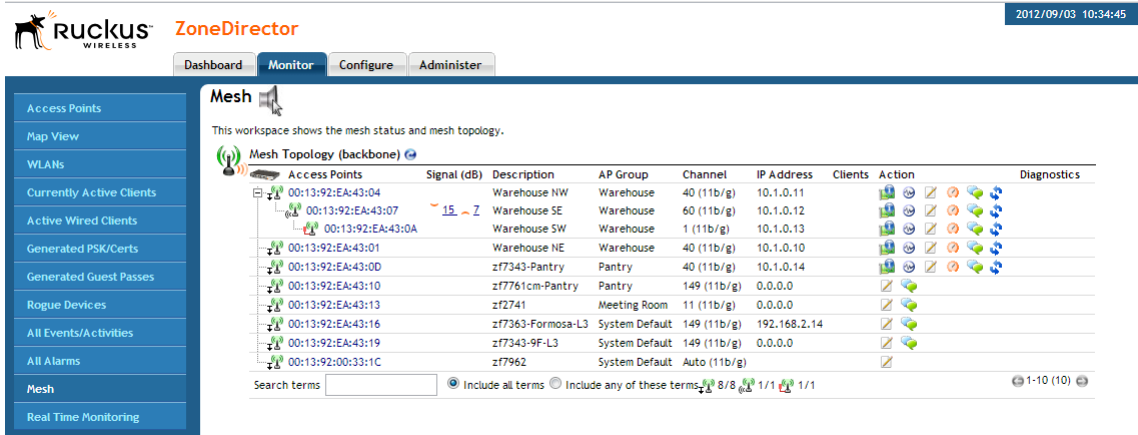 2012/09/03 10:34:45
Ruckus
WIRELESS
ZoneDirector
Dashboard Monitor Configure Administer
Access Points
Map View
WLANs
Currently Active Clients
Active Wired Clients
Generated PSK/Certs
Generated Guest Passes
Rogue Devices
All Events/Activities
All Alarms
Mesh
Real Time Monitoring
Mesh
This workspace shows the mesh status and mesh topology.
Mesh Topology (backbone)
Access Points Signal (dB) Description AP Group Channel IP Address Clients Action Diagnostics
00:13:92:EA:43:04 Warehouse NW Warehouse 40 (11b/g) 10.1.0.11
00:13:92:EA:43:07 15 7 Warehouse SE Warehouse 60 (11b/g) 10.1.0.12
00:13:92:EA:43:0A Warehouse SW Warehouse 1 (11b/g) 10.1.0.13
00:13:92:EA:43:01 Warehouse NE Warehouse 40 (11b/g) 10.1.0.10
00:13:92:EA:43:0D zf7343-Pantry Pantry 40 (11b/g) 10.1.0.14
00:13:92:EA:43:10 zf7761cm-Pantry Pantry 149 (11b/g) 0.0.0.0
00:13:92:EA:43:13 zf2741 Meeting Room 11 (11b/g) 0.0.0.0
00:13:92:EA:43:16 zf7363-Formosa-L3 System Default 149 (11b/g) 192.168.2.14
00:13:92:EA:43:19 zf7343-9F-L3 System Default 149 (11b/g) 0.0.0.0
00:13:92:00:33:1C zf7962 System Default Auto (11b/g)
Search terms Include all terms Include any of these terms 8/8 1/1 1/1 1-10 (10)